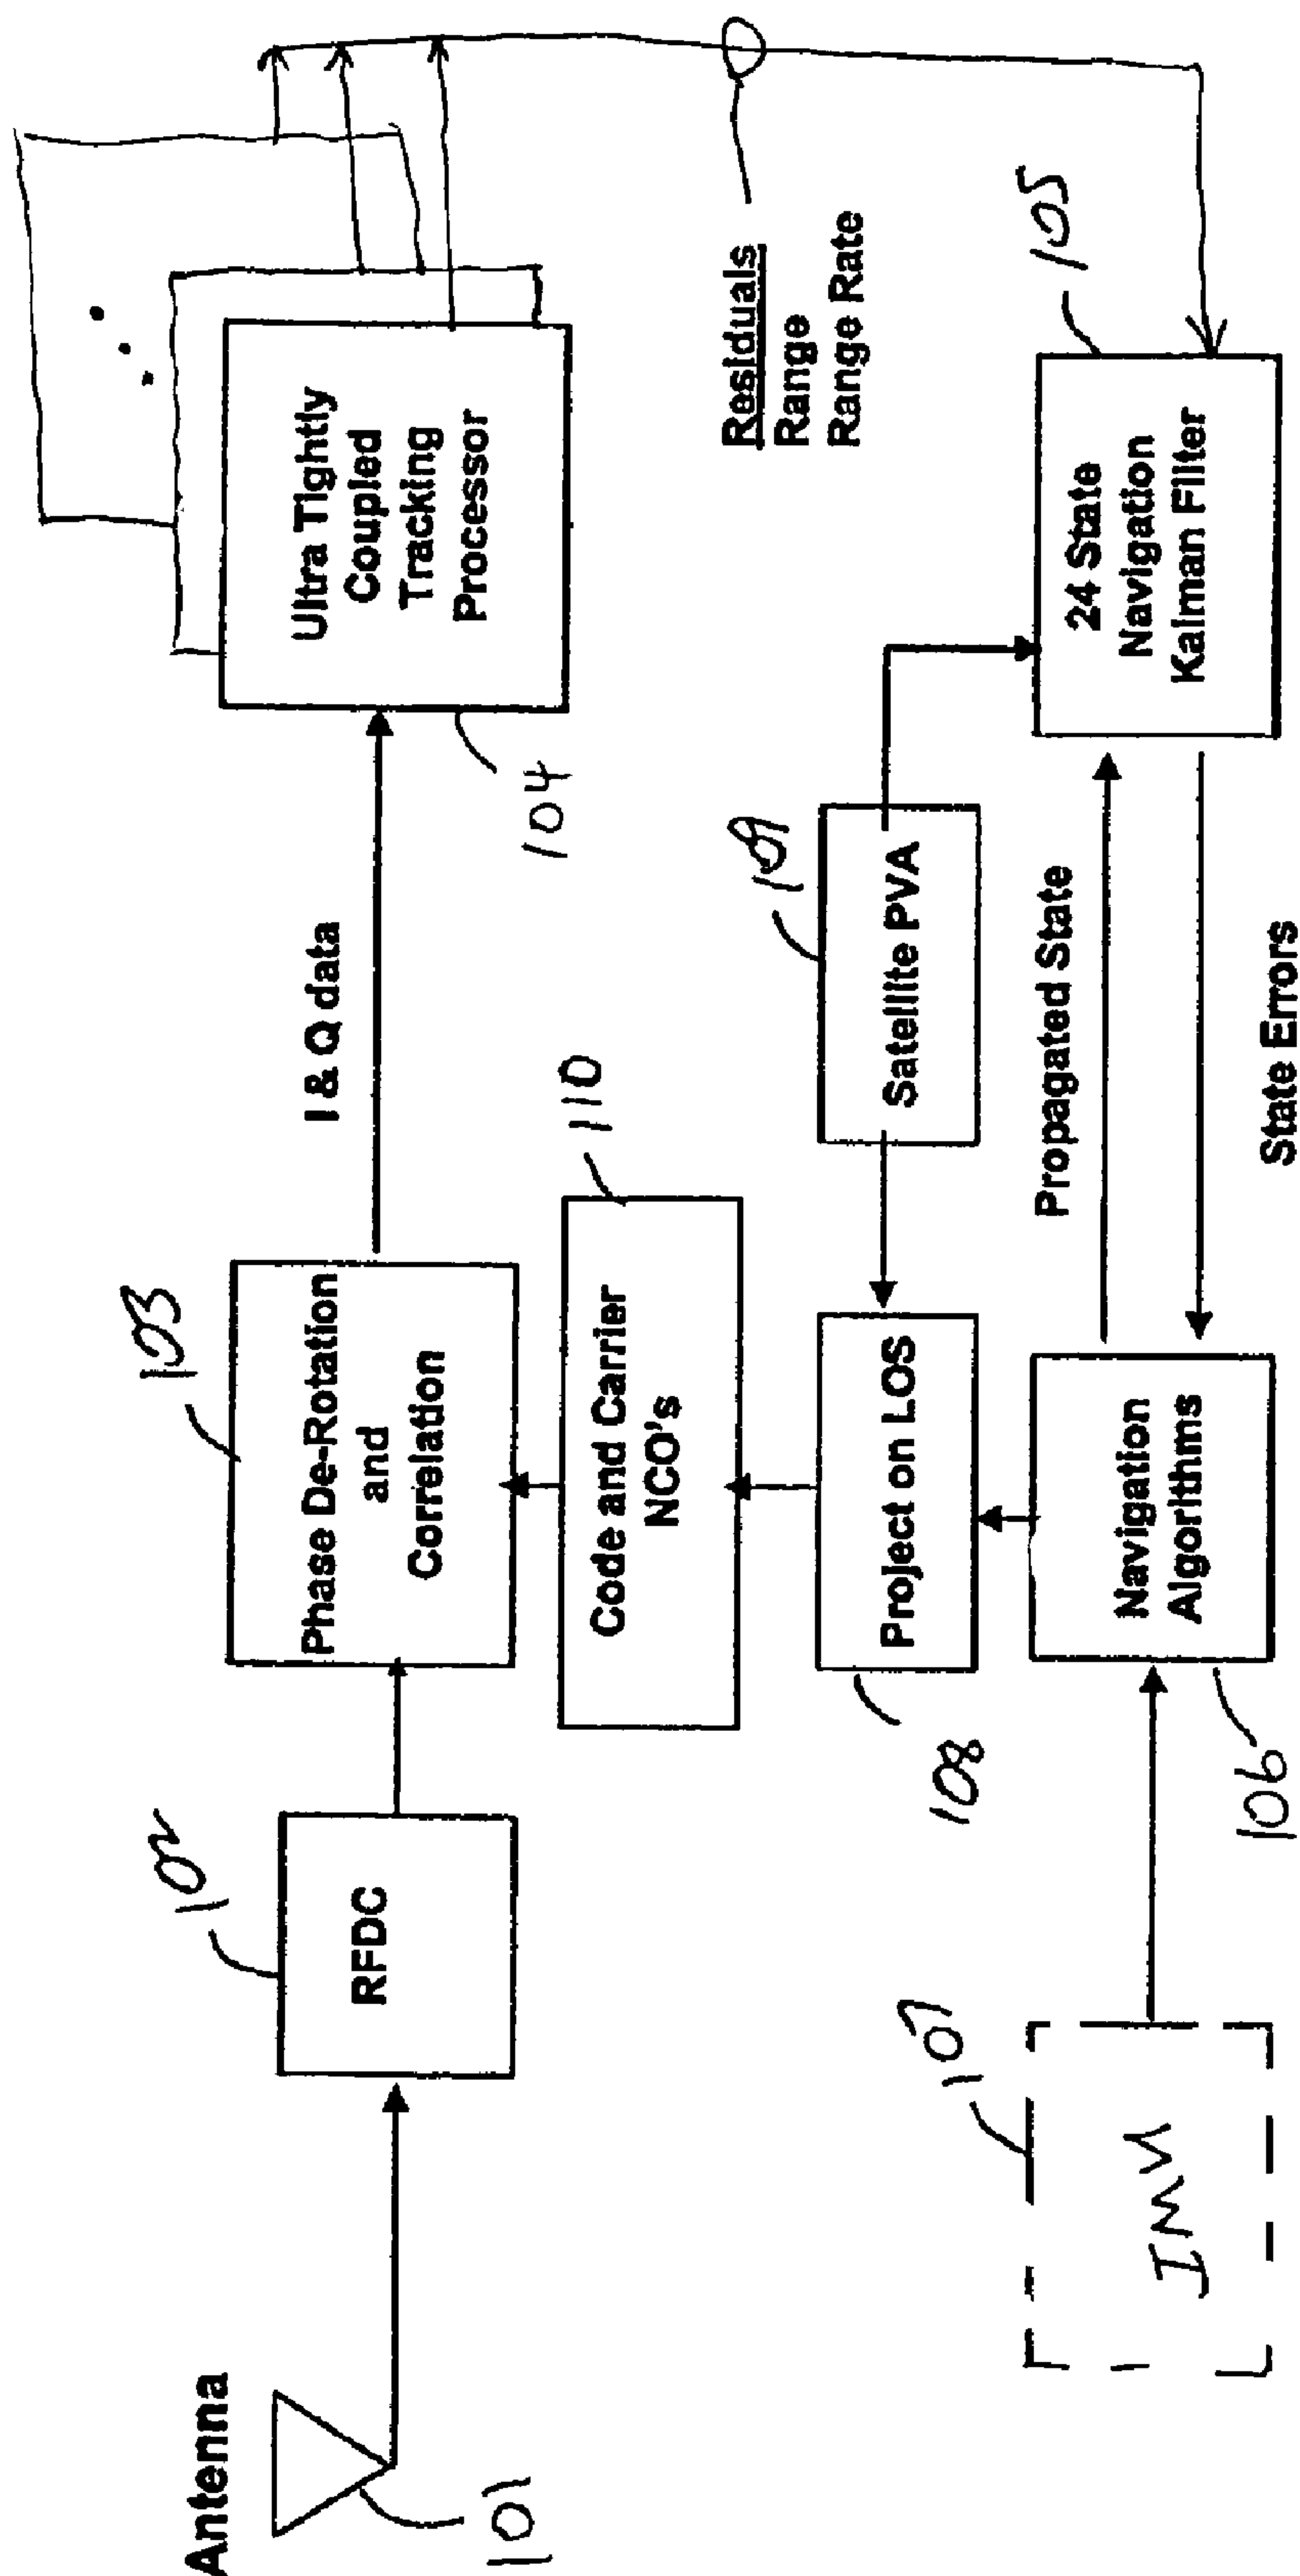 Antenna
101
102
RFDC
103
Phase De-Rotation
and
Correlation
I & Q data
Ultra Tightly
Coupled
Tracking
Processor
104
110
Code and Carrier
NCO's
Residuals
Range
Range Rate
109
Satellite PVA
Project on LOS
108
105
24 State
Navigation
Kalman Filter
Propagated State
State Errors
Navigation
Algorithms
106
107
IMU